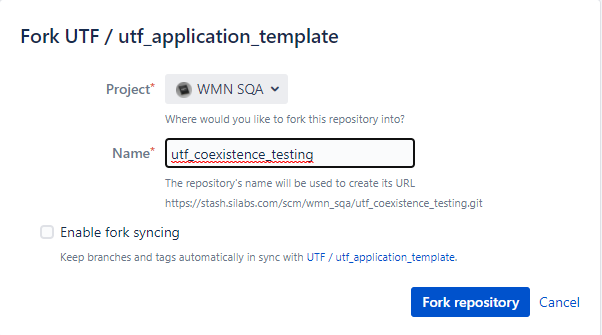 Fork UTF / utf_application_template
Project* WMN SQA
Where would you like to fork this repository into?
Name* utf_coexistence_testing
The repository's name will be used to create its URL
https://stash.silabs.com/scm/wmn_sqa/utf_coexistence_testing.git
Enable fork syncing
Keep branches and tags automatically in sync with UTF / utf_application_template.
Fork repository Cancel